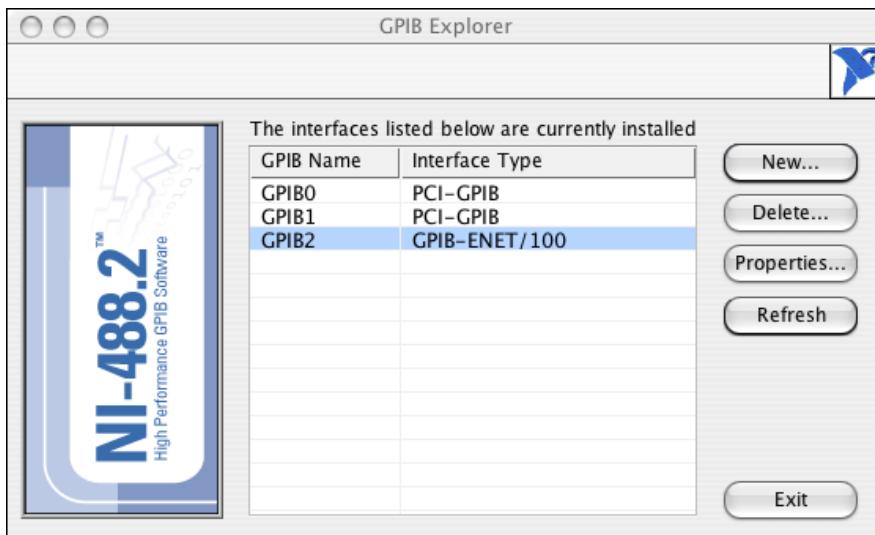 GPIB Explorer
NI-488.2™
High Performance GPIB Software
The interfaces listed below are currently installed
GPIB Name Interface Type
GPIB0 PCI-GPIB
GPIB1 PCI-GPIB
GPIB2 GPIB-ENET/100
New...
Delete...
Properties...
Refresh
Exit